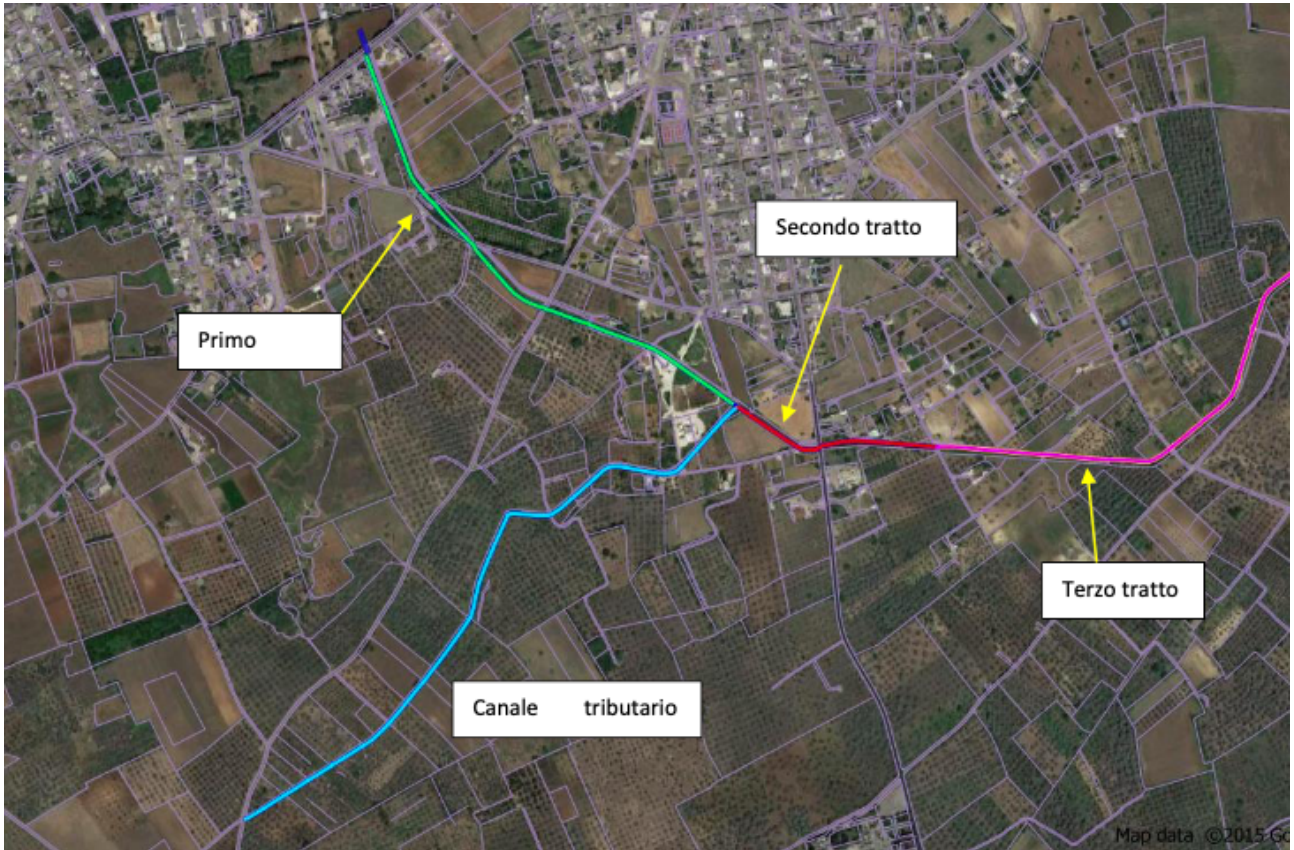 Secondo tratto
Primo
Terzo tratto
Canale tributario
Map data ©2015 Go